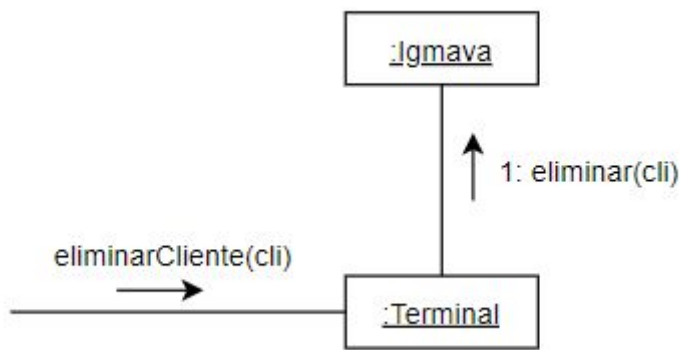 :Igmava
1: eliminar(cli)
eliminarCliente(cli)
:Terminal